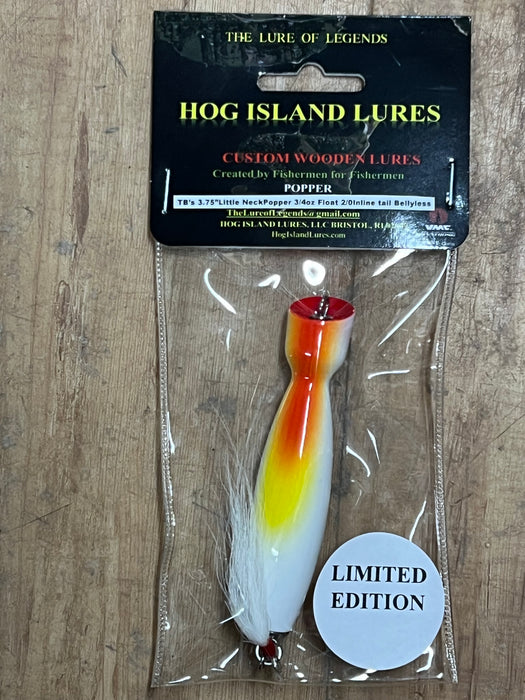 THE LURE OF LEGENDS
HOG ISLAND LURES
CUSTOM WOODEN LURES
Created by Fishermen for Fishermen
POPPER
TB's 3.75"Little NeckPopper 3/4oz Float 2/0Inline tail Bellyless
TheLureofLegends@gmail.com
HOG ISLAND LURES, LLC BRISTOL, RI
HogIslandLures.com
VMC
LIMITED
EDITION